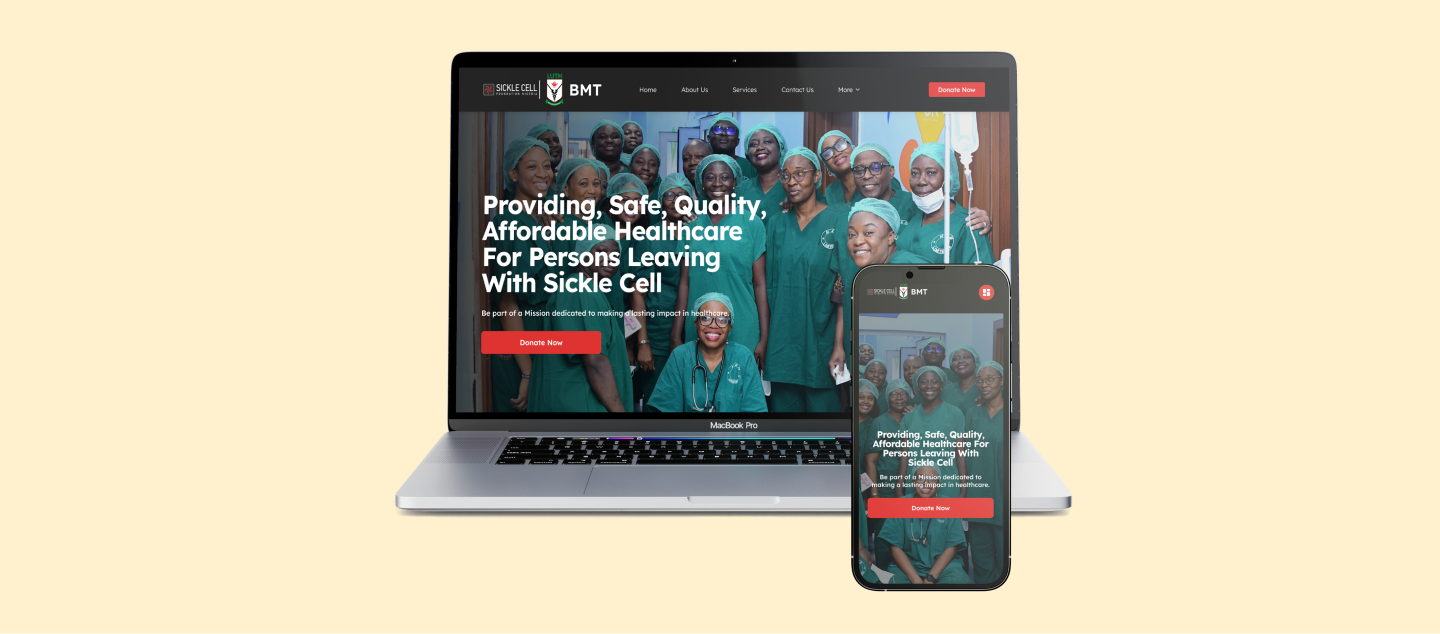 LUTH
SICKLE CELL
FOUNDATION NIGERIA
BMT
Home
About Us
Services
Contact Us
More
Donate Now
Providing, Safe, Quality,
Affordable Healthcare
For Persons Leaving
With Sickle Cell
Be part of a Mission dedicated to making a lasting impact in healthcare.
Donate Now
MacBook Pro
SICKLE CELL
BMT
Providing, Safe, Quality,
Affordable Healthcare For
Persons Leaving With
Sickle Cell
Be part of a Mission dedicated to
making a lasting impact in healthcare.
Donate Now